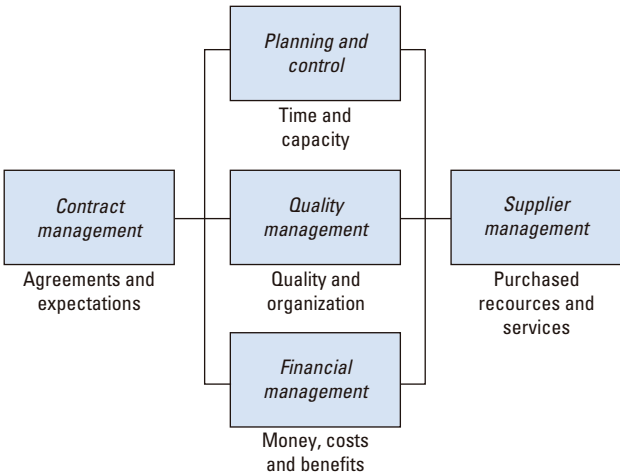 Planning and
control
Time and
capacity
Contract
management
Agreements and
expectations
Quality
management
Quality and
organization
Supplier
management
Purchased
recources and
services
Financial
management
Money, costs
and benefits